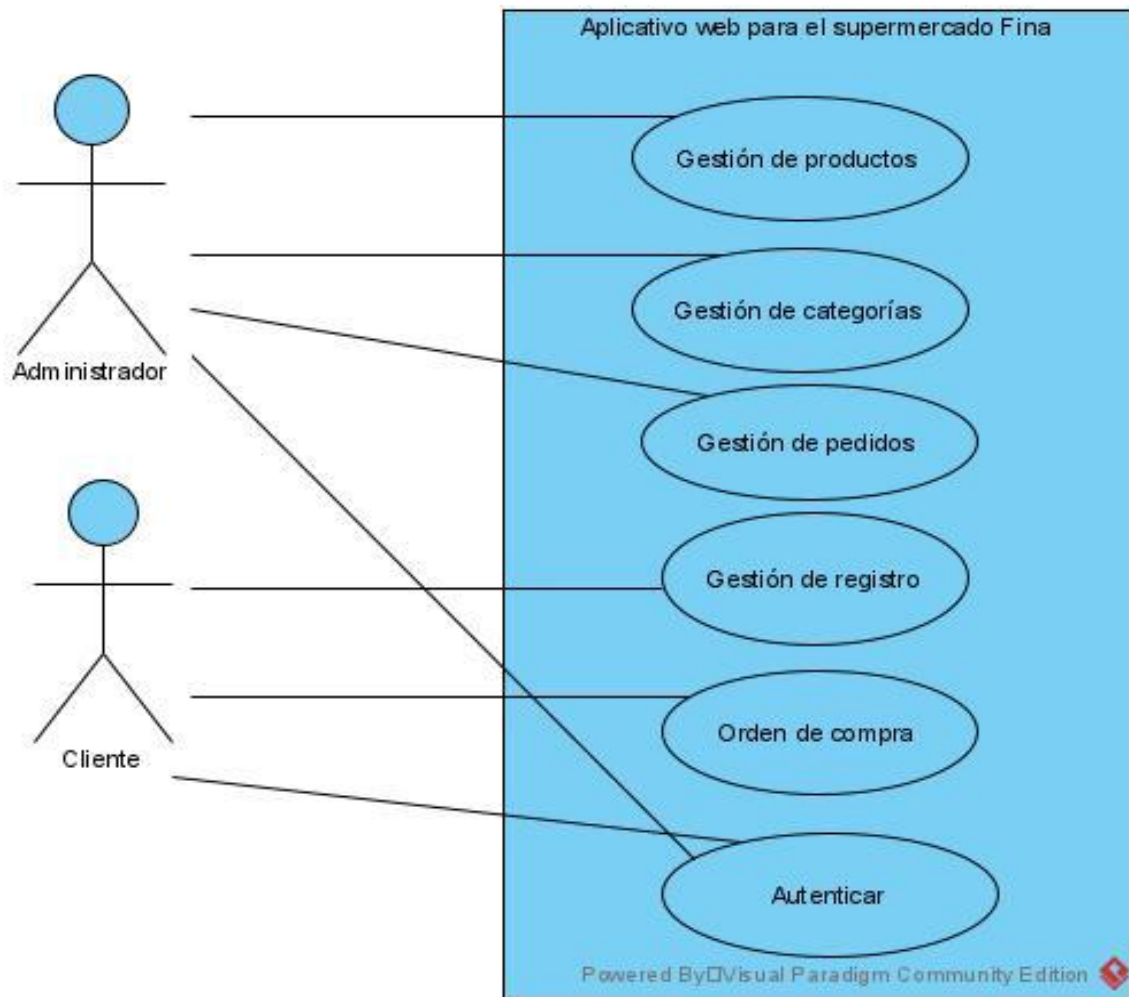 Aplicativo web para el supermercado Fina
Gestión de productos
Gestión de categorías
Administrador
Gestión de pedidos
Gestión de registro
Orden de compra
Cliente
Autenticar
Powered By□Visual Paradigm Community Edition